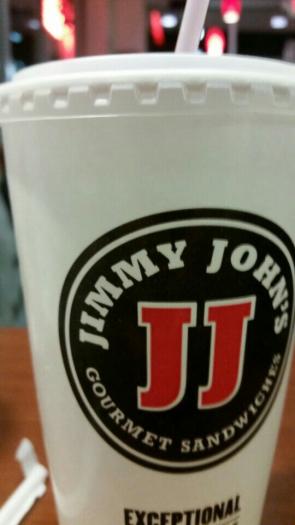 JIMMY JOHN'S
JJ
GOURMET SANDWICHES
EXCEPTIONAL